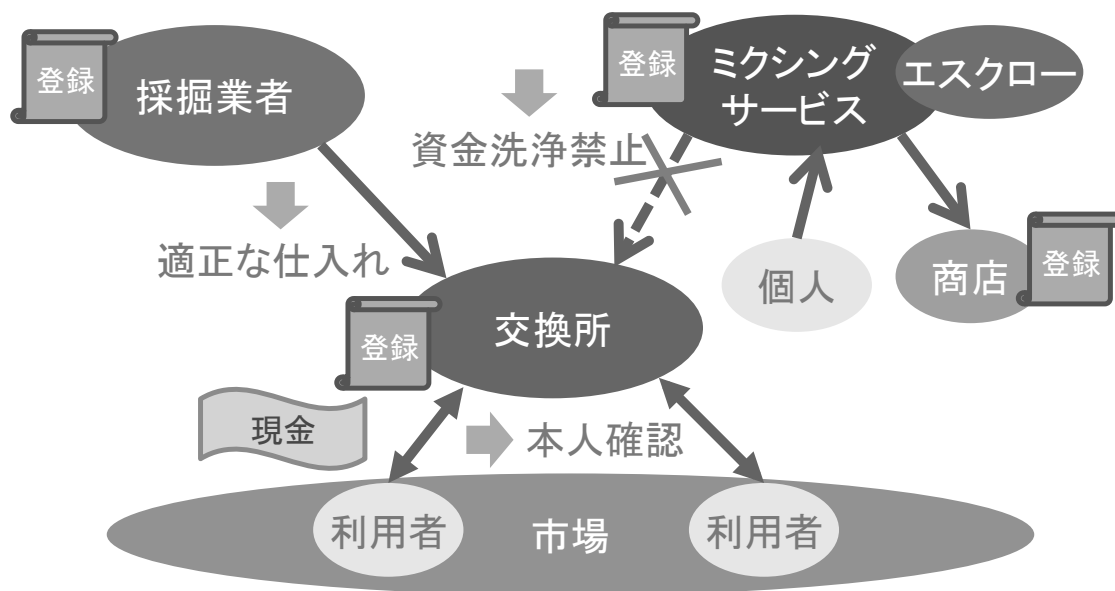 登録
採掘業者
登録
ミクシング
サービス
エスクロー
資金洗浄禁止
適正な仕入れ
個人
商店
登録
登録
交換所
現金
本人確認
利用者
市場
利用者